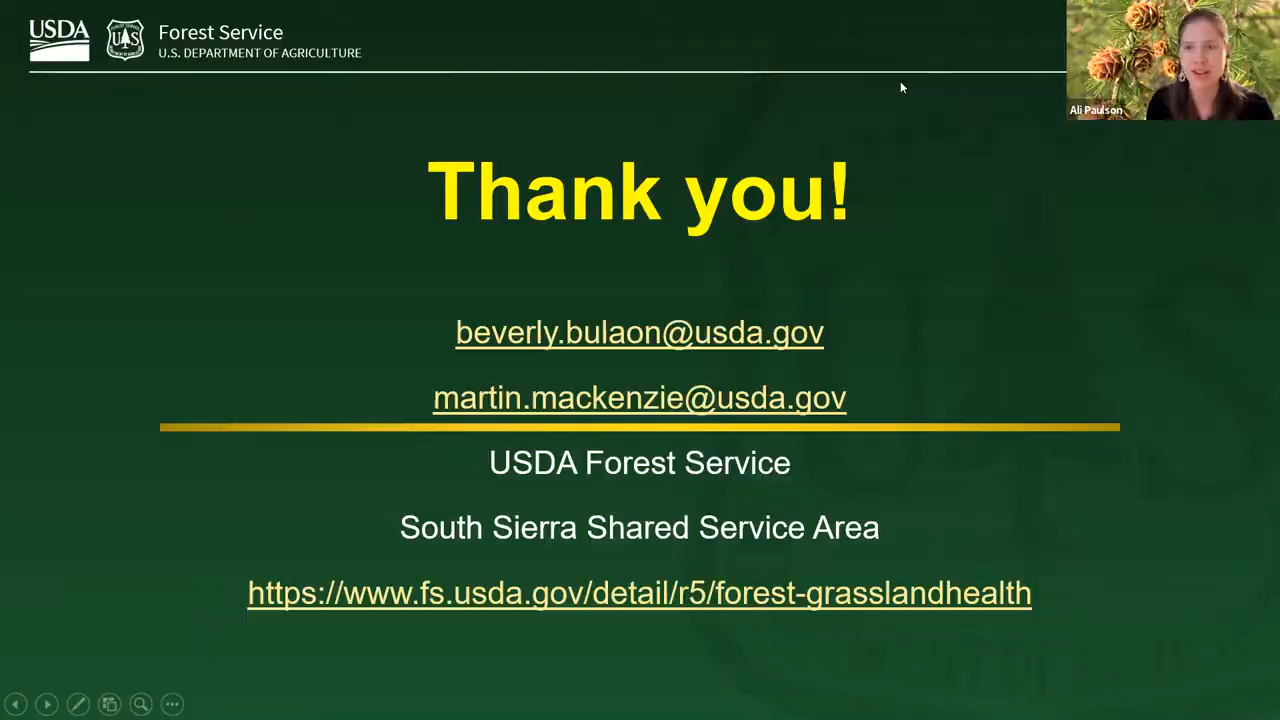 USDA
Forest Service
U.S. DEPARTMENT OF AGRICULTURE
Ali Paulson
Thank you!
beverly.bulaon@usda.gov
martin.mackenzie@usda.gov
USDA Forest Service
South Sierra Shared Service Area
https://www.fs.usda.gov/detail/r5/forest-grasslandhealth